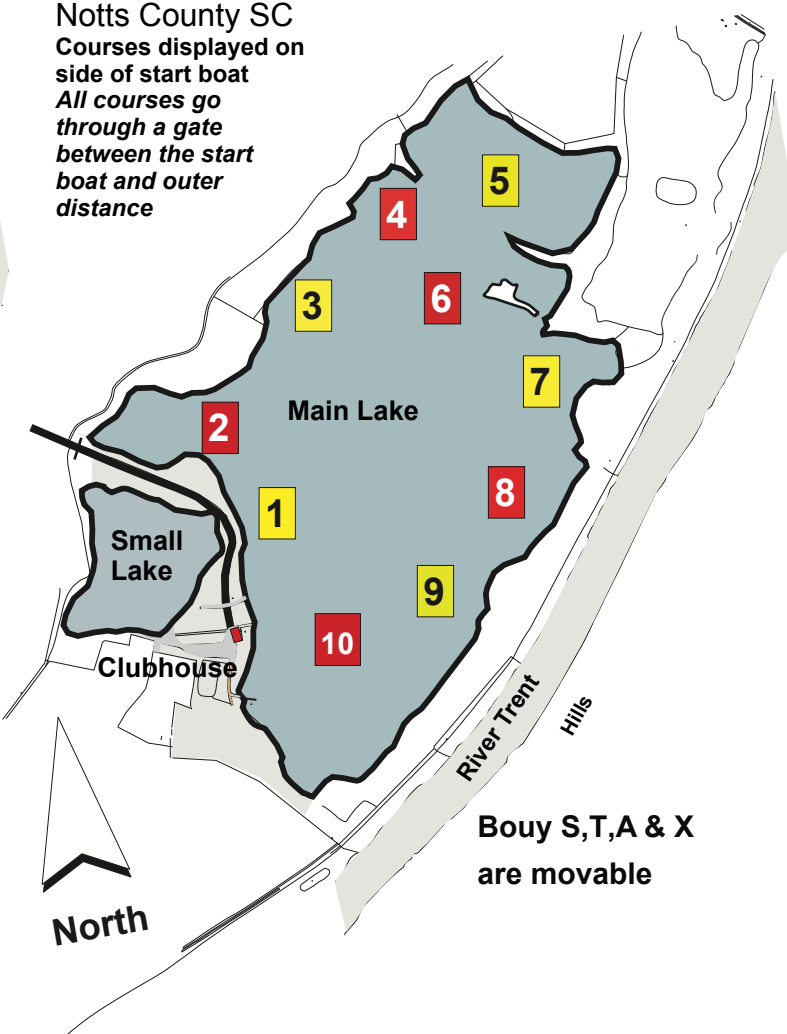 Notts County SC
Courses displayed on
side of start boat
All courses go
through a gate
between the start
boat and outer
distance
5
4
6
3
7
Main Lake
2
8
1
Small
Lake
9
10
Clubhouse
River Trent
Hills
Bouy S,T,A & X
are movable
North